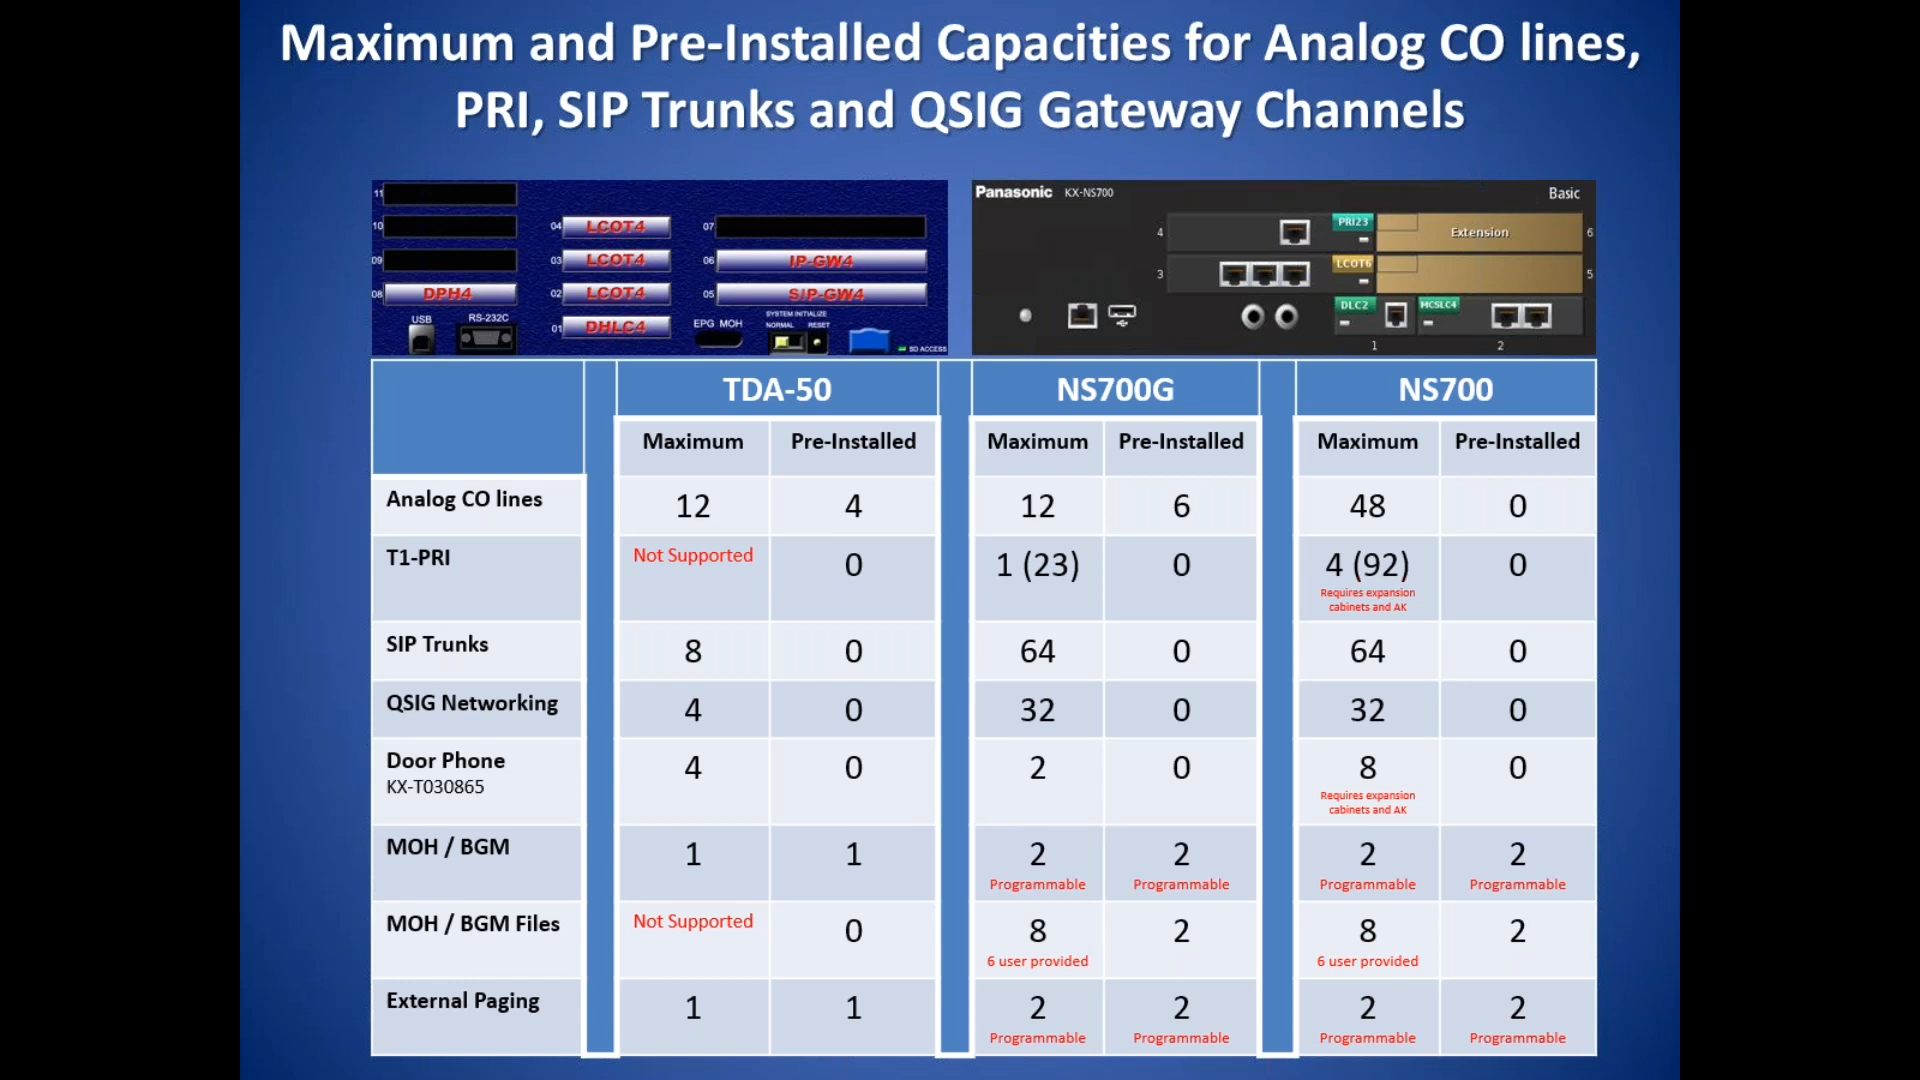 Maximum and Pre-Installed Capacities for Analog CO lines,
PRI, SIP Trunks and QSIG Gateway Channels
11
10
09
08 DPH4
USB
RS-232C
04 LCOT4
03 LCOT4
02 LCOT4
01 DHLC4
07
06 IP-GW4
05 SIP-GW4
EPG MOH
SYSTEM INITIALIZE
NORMAL RESET
SD ACCESS
Panasonic KX-NS700 Basic
4 PRI23 Extension 6
3 LCOT6 5
DLC2 MCSLC4
1 2
TDA-50 NS700G NS700
Maximum Pre-Installed Maximum Pre-Installed Maximum Pre-Installed
Analog CO lines 12 4 12 6 48 0
T1-PRI Not Supported 0 1 (23) 0 4 (92) 0
Requires expansion
cabinets and AK
SIP Trunks 8 0 64 0 64 0
QSIG Networking 4 0 32 0 32 0
Door Phone 4 0 2 0 8 0
KX-T030865
Requires expansion
cabinets and AK
MOH / BGM 1 1 2 2 2 2
Programmable Programmable Programmable Programmable
MOH / BGM Files Not Supported 0 8 2 8 2
6 user provided 6 user provided
External Paging 1 1 2 2 2 2
Programmable Programmable Programmable Programmable